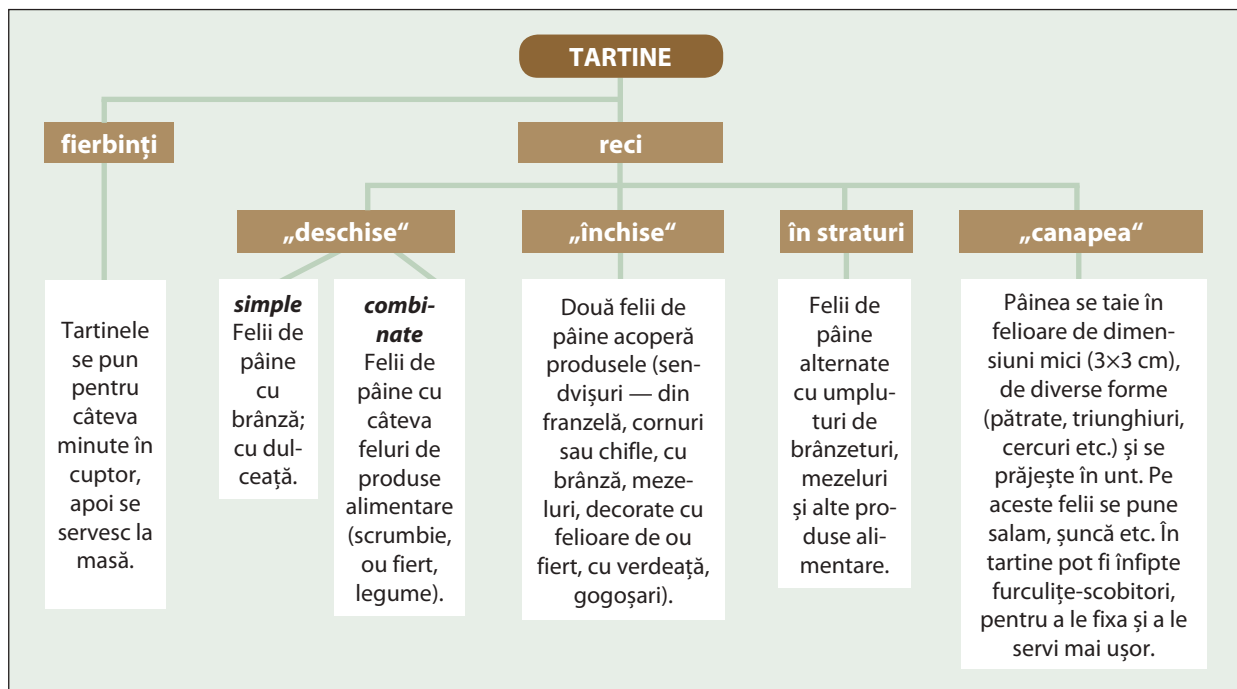 TARTINE
fierbinți
reci
„deschise“
„închise“
în straturi
„canapea“
Tartinele
se pun
pentru
câteva
minute în
cuptor,
apoi se
servesc la
masă.
simple
Felii de
pâine
cu
brânză;
cu dul-
ceață.
combi-
nate
Felii de
pâine cu
câteva
feluri de
produse
alimentare
(scrumbie,
ou fiert,
legume).
Două felii de
pâine acoperă
produsele (sen-
dvișuri — din
franzelă, cornuri
sau chifle, cu
brânză, meze-
luri, decorate cu
felioare de ou
fiert, cu verdeață,
gogoșari).
Felii de
pâine
alternate
cu umplu-
turi de
brânzeturi,
mezeluri
și alte pro-
duse ali-
mentare.
Pâinea se taie în
felioare de dimen-
siuni mici (3×3 cm),
de diverse forme
(pătrate, triunghiuri,
cercuri etc.) și se
prăjește în unt. Pe
aceste felii se pune
salam, șuncă etc. În
tartine pot fi înfipte
furculițe-scobitori,
pentru a le fixa și a le
servi mai ușor.